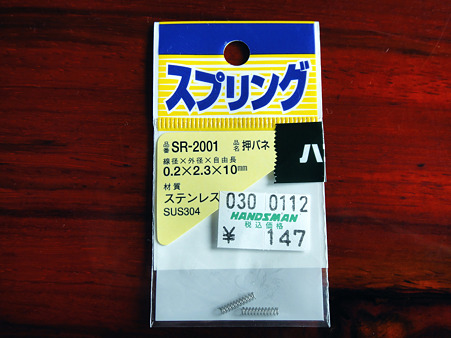 スプリング
品番 SR-2001 品名 押バネ
線径×外径×自由長
0.2×2.3×10mm
材質
ステンレス
SUS304
ハ
030 0112
HANDSMAN
税込価格
¥ 147